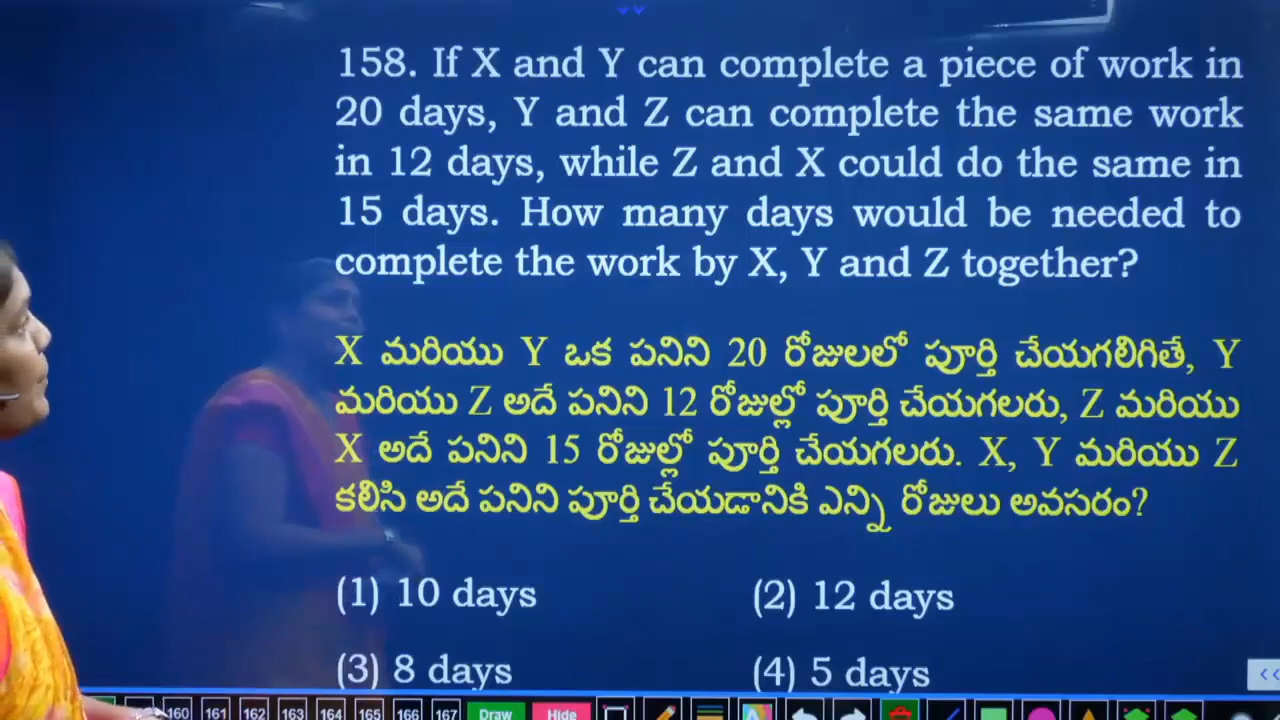 158. If X and Y can complete a piece of work in
20 days, Y and Z can complete the same work
in 12 days, while Z and X could do the same in
15 days. How many days would be needed to
complete the work by X, Y and Z together?
X మరియు Y ఒక పనిని 20 రోజులలో పూర్తి చేయగలిగితే, Y
మరియు Z అదే పనిని 12 రోజుల్లో పూర్తి చేయగలరు, Z మరియు
X అదే పనిని 15 రోజుల్లో పూర్తి చేయగలరు. X, Y మరియు Z
కలిసి అదే పనిని పూర్తి చేయడానికి ఎన్ని రోజులు అవసరం?
(1) 10 days (2) 12 days
(3) 8 days (4) 5 days
160 161 162 163 164 165 166 167 Draw Hide